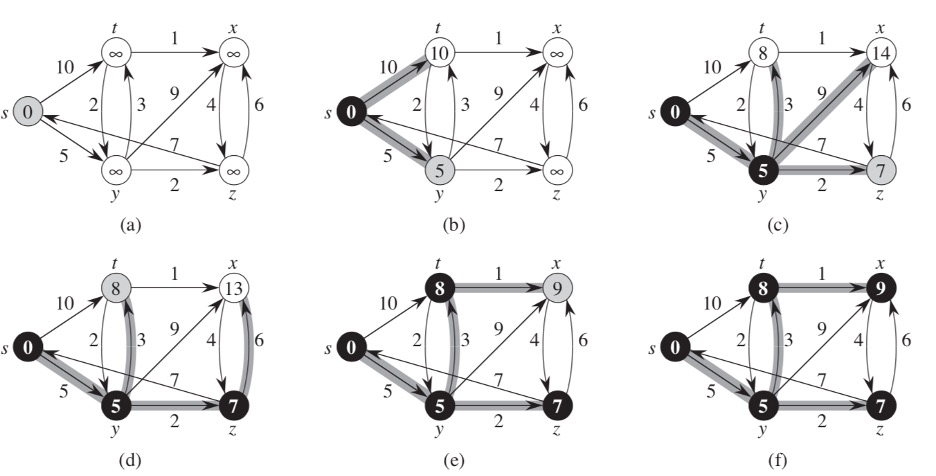 t x t x t x
1 1 1
∞ ∞ 10 ∞ 8 14
10 10 10
9 9 9
s 0 2 3 4 6 s 0 2 3 4 6 s 0 2 3 4 6
7 7 7
5 5 5
∞ ∞ 5 ∞ 5 7
2 2 2
y z y z y z
(a) (b) (c)
t x t x t x
1 1 1
8 13 8 9 8 9
10 10 10
9 9 9
s 0 2 3 4 6 s 0 2 3 4 6 s 0 2 3 4 6
7 7 7
5 5 5
5 7 5 7 5 7
2 2 2
y z y z y z
(d) (e) (f)